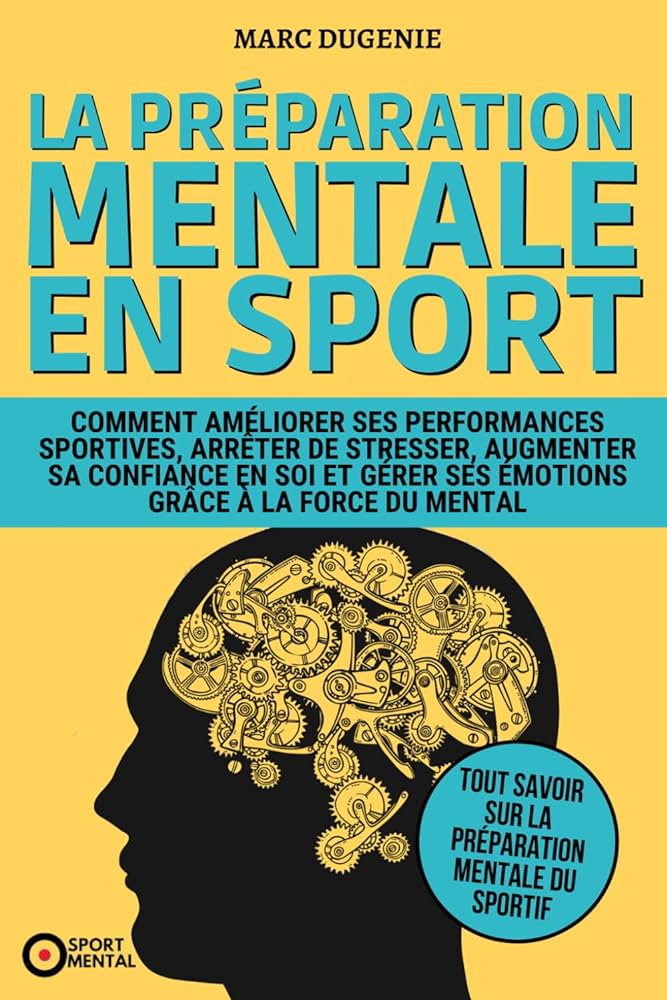 MARC DUGENIE
LA PRÉPARATION
MENTALE
EN SPORT
COMMENT AMÉLIORER SES PERFORMANCES
SPORTIVES, ARRÊTER DE STRESSER, AUGMENTER
SA CONFIANCE EN SOI ET GÉRER SES ÉMOTIONS
GRÂCE À LA FORCE DU MENTAL
TOUT SAVOIR
SUR LA
PRÉPARATION
MENTALE DU
SPORTIF
SPORT
MENTAL